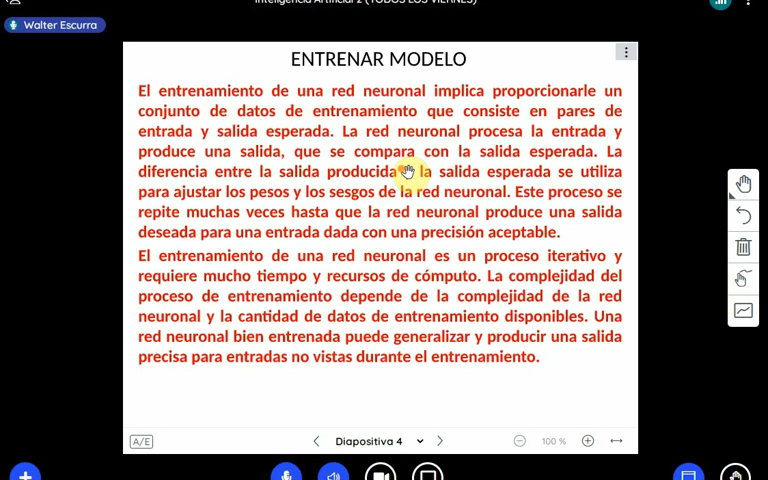 Inteligencia Artificial 2 (TODOS LOS VIERNES)
Walter Escurra
ENTRENAR MODELO
El entrenamiento de una red neuronal implica proporcionarle un
conjunto de datos de entrenamiento que consiste en pares de
entrada y salida esperada. La red neuronal procesa la entrada y
produce una salida, que se compara con la salida esperada. La
diferencia entre la salida producida la salida esperada se utiliza
para ajustar los pesos y los sesgos de la red neuronal. Este proceso se
repite muchas veces hasta que la red neuronal produce una salida
deseada para una entrada dada con una precisión aceptable.
El entrenamiento de una red neuronal es un proceso iterativo y
requiere mucho tiempo y recursos de cómputo. La complejidad del
proceso de entrenamiento depende de la complejidad de la red
neuronal y la cantidad de datos de entrenamiento disponibles. Una
red neuronal bien entrenada puede generalizar y producir una salida
precisa para entradas no vistas durante el entrenamiento.
A/E
Diapositiva 4
100 %